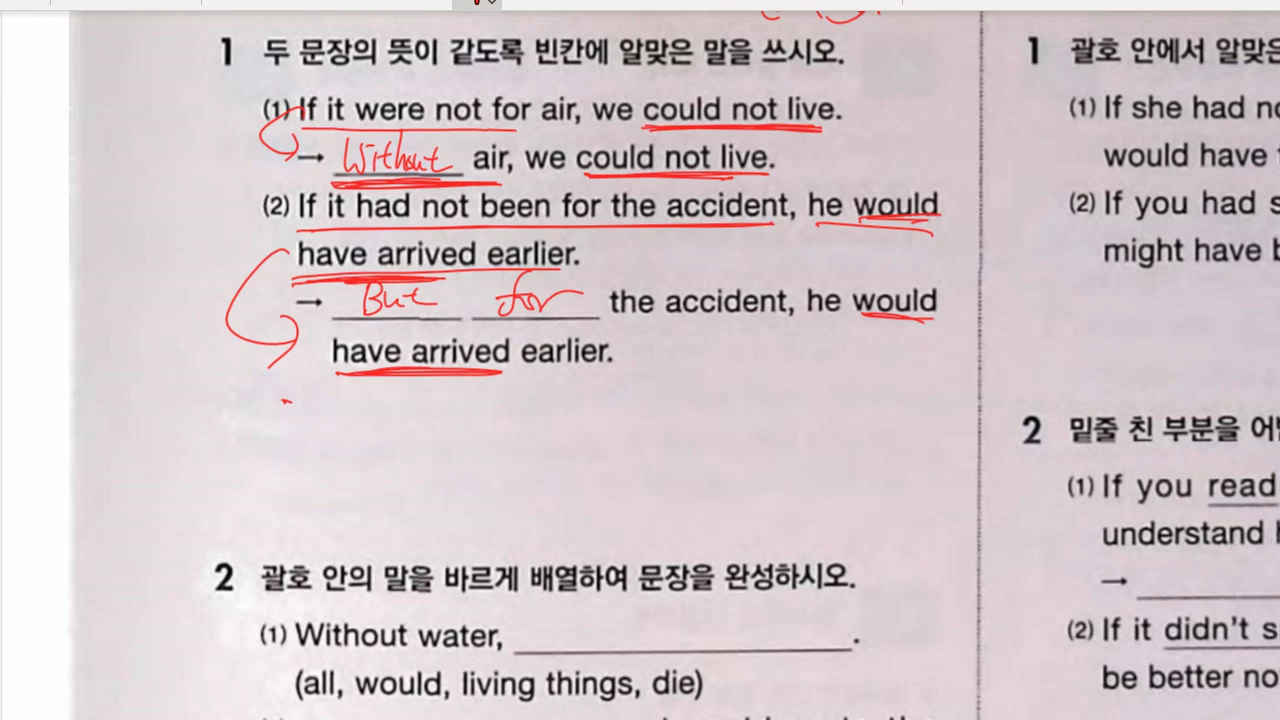 1 두 문장의 뜻이 같도록 빈칸에 알맞은 말을 쓰시오.
(1) If it were not for air, we could not live.
→ Without air, we could not live.
(2) If it had not been for the accident, he would
have arrived earlier.
→ But for the accident, he would
have arrived earlier.
2 괄호 안의 말을 바르게 배열하여 문장을 완성하시오.
(1) Without water, ____________.
(all, would, living things, die)
1 괄호 안에서 알맞은
(1) If she had
would have
(2) If you had
might have
2 밑줄 친 부분을
(1) If you read
understand
→
(2) If it didn't
be better